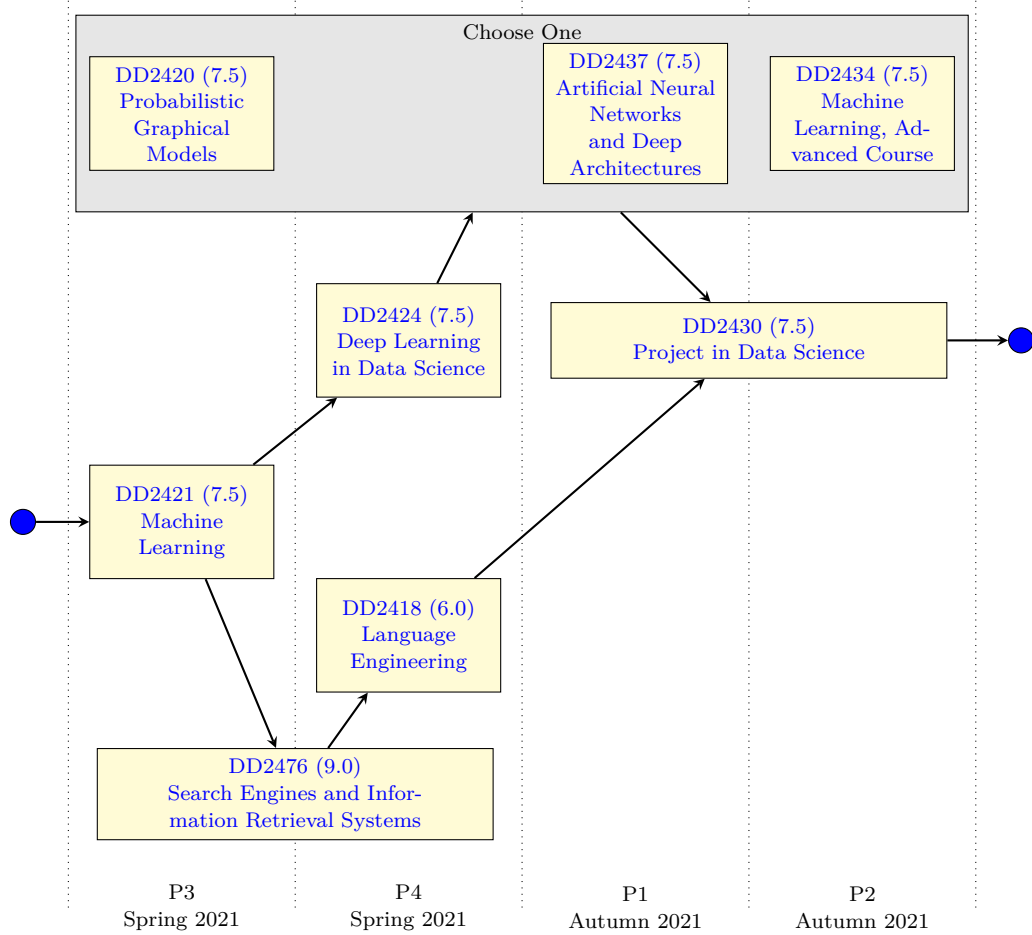 Choose One
DD2420 (7.5)
Probabilistic
Graphical
Models
DD2437 (7.5)
Artificial Neural
Networks
and Deep
Architectures
DD2434 (7.5)
Machine
Learning, Ad-
vanced Course
DD2424 (7.5)
Deep Learning
in Data Science
DD2430 (7.5)
Project in Data Science
DD2421 (7.5)
Machine
Learning
DD2418 (6.0)
Language
Engineering
DD2476 (9.0)
Search Engines and Infor-
mation Retrieval Systems
P3
Spring 2021
P4
Spring 2021
P1
Autumn 2021
P2
Autumn 2021